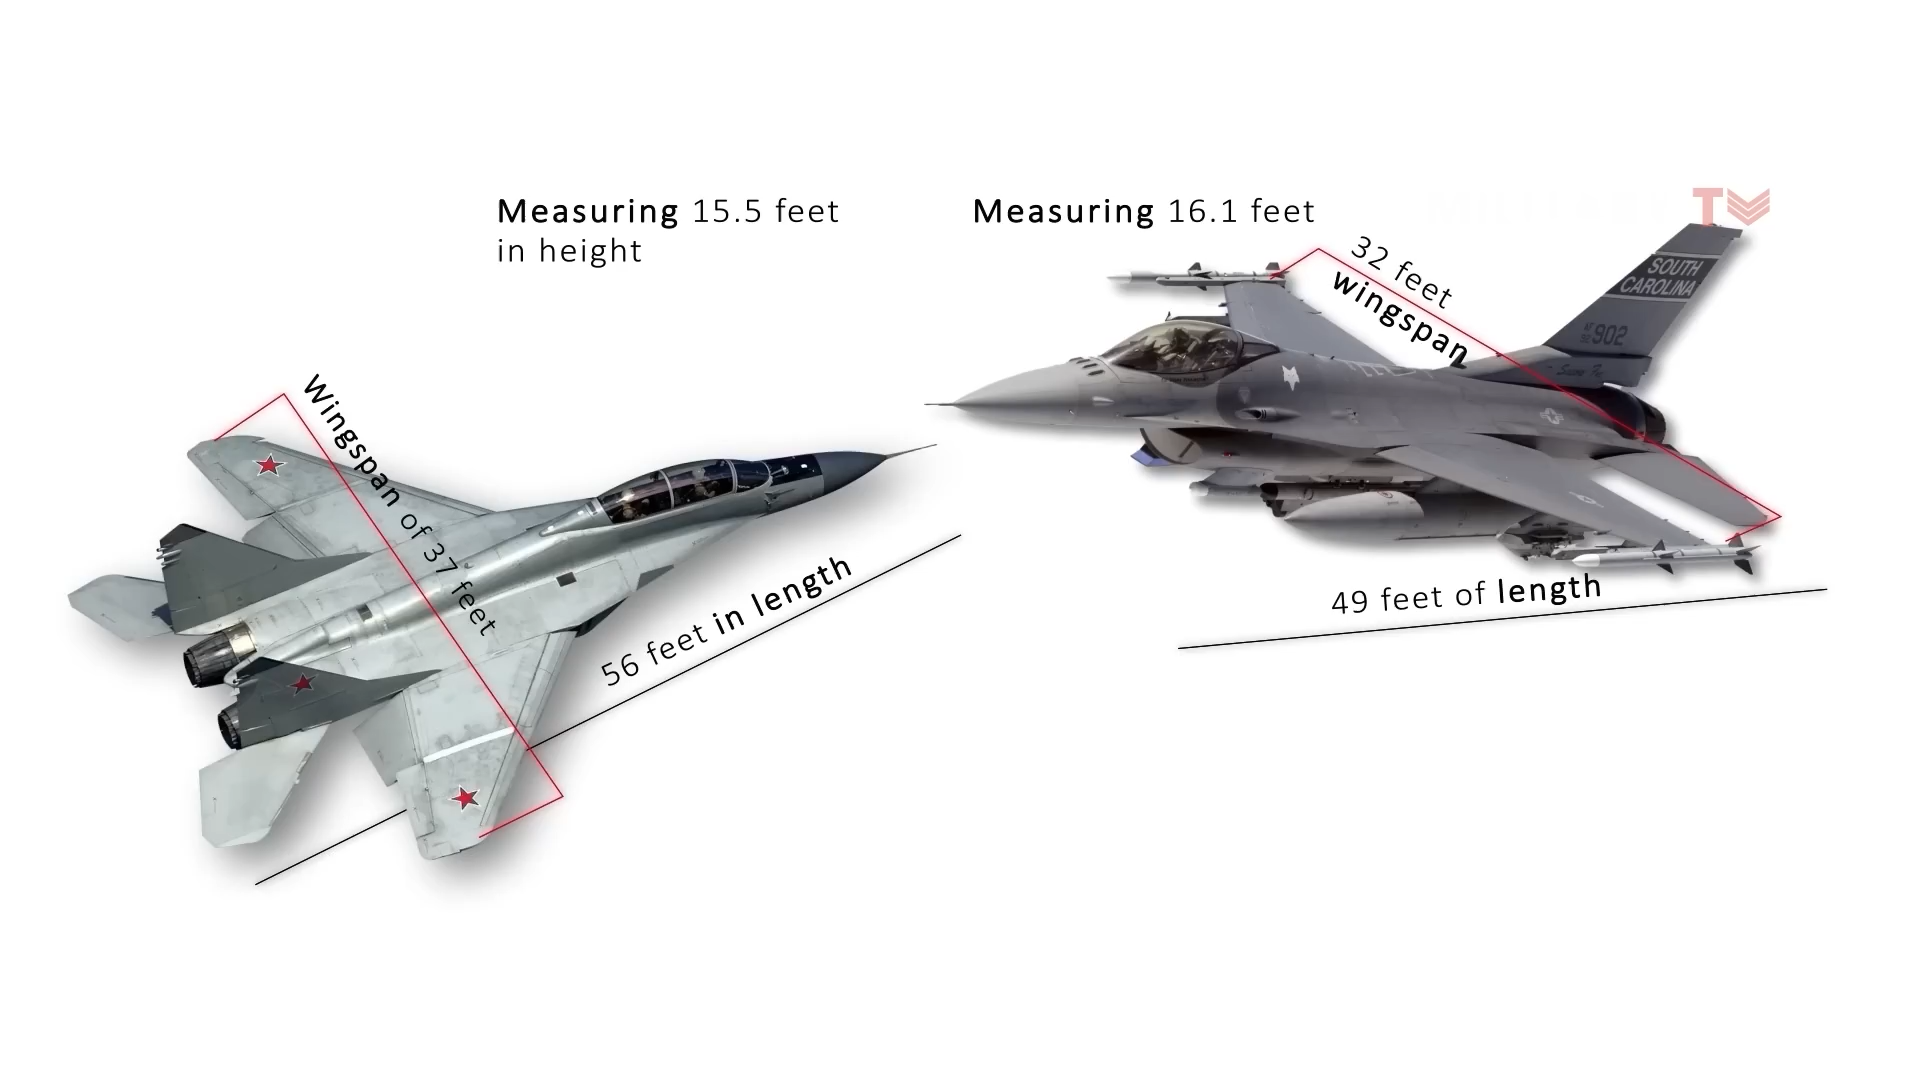 Measuring 15.5 feet
in height
Wingspan of 37 feet
56 feet in length
Measuring 16.1 feet
32 feet
wingspan
49 feet of length
SOUTH
CAROLINA
902
TV